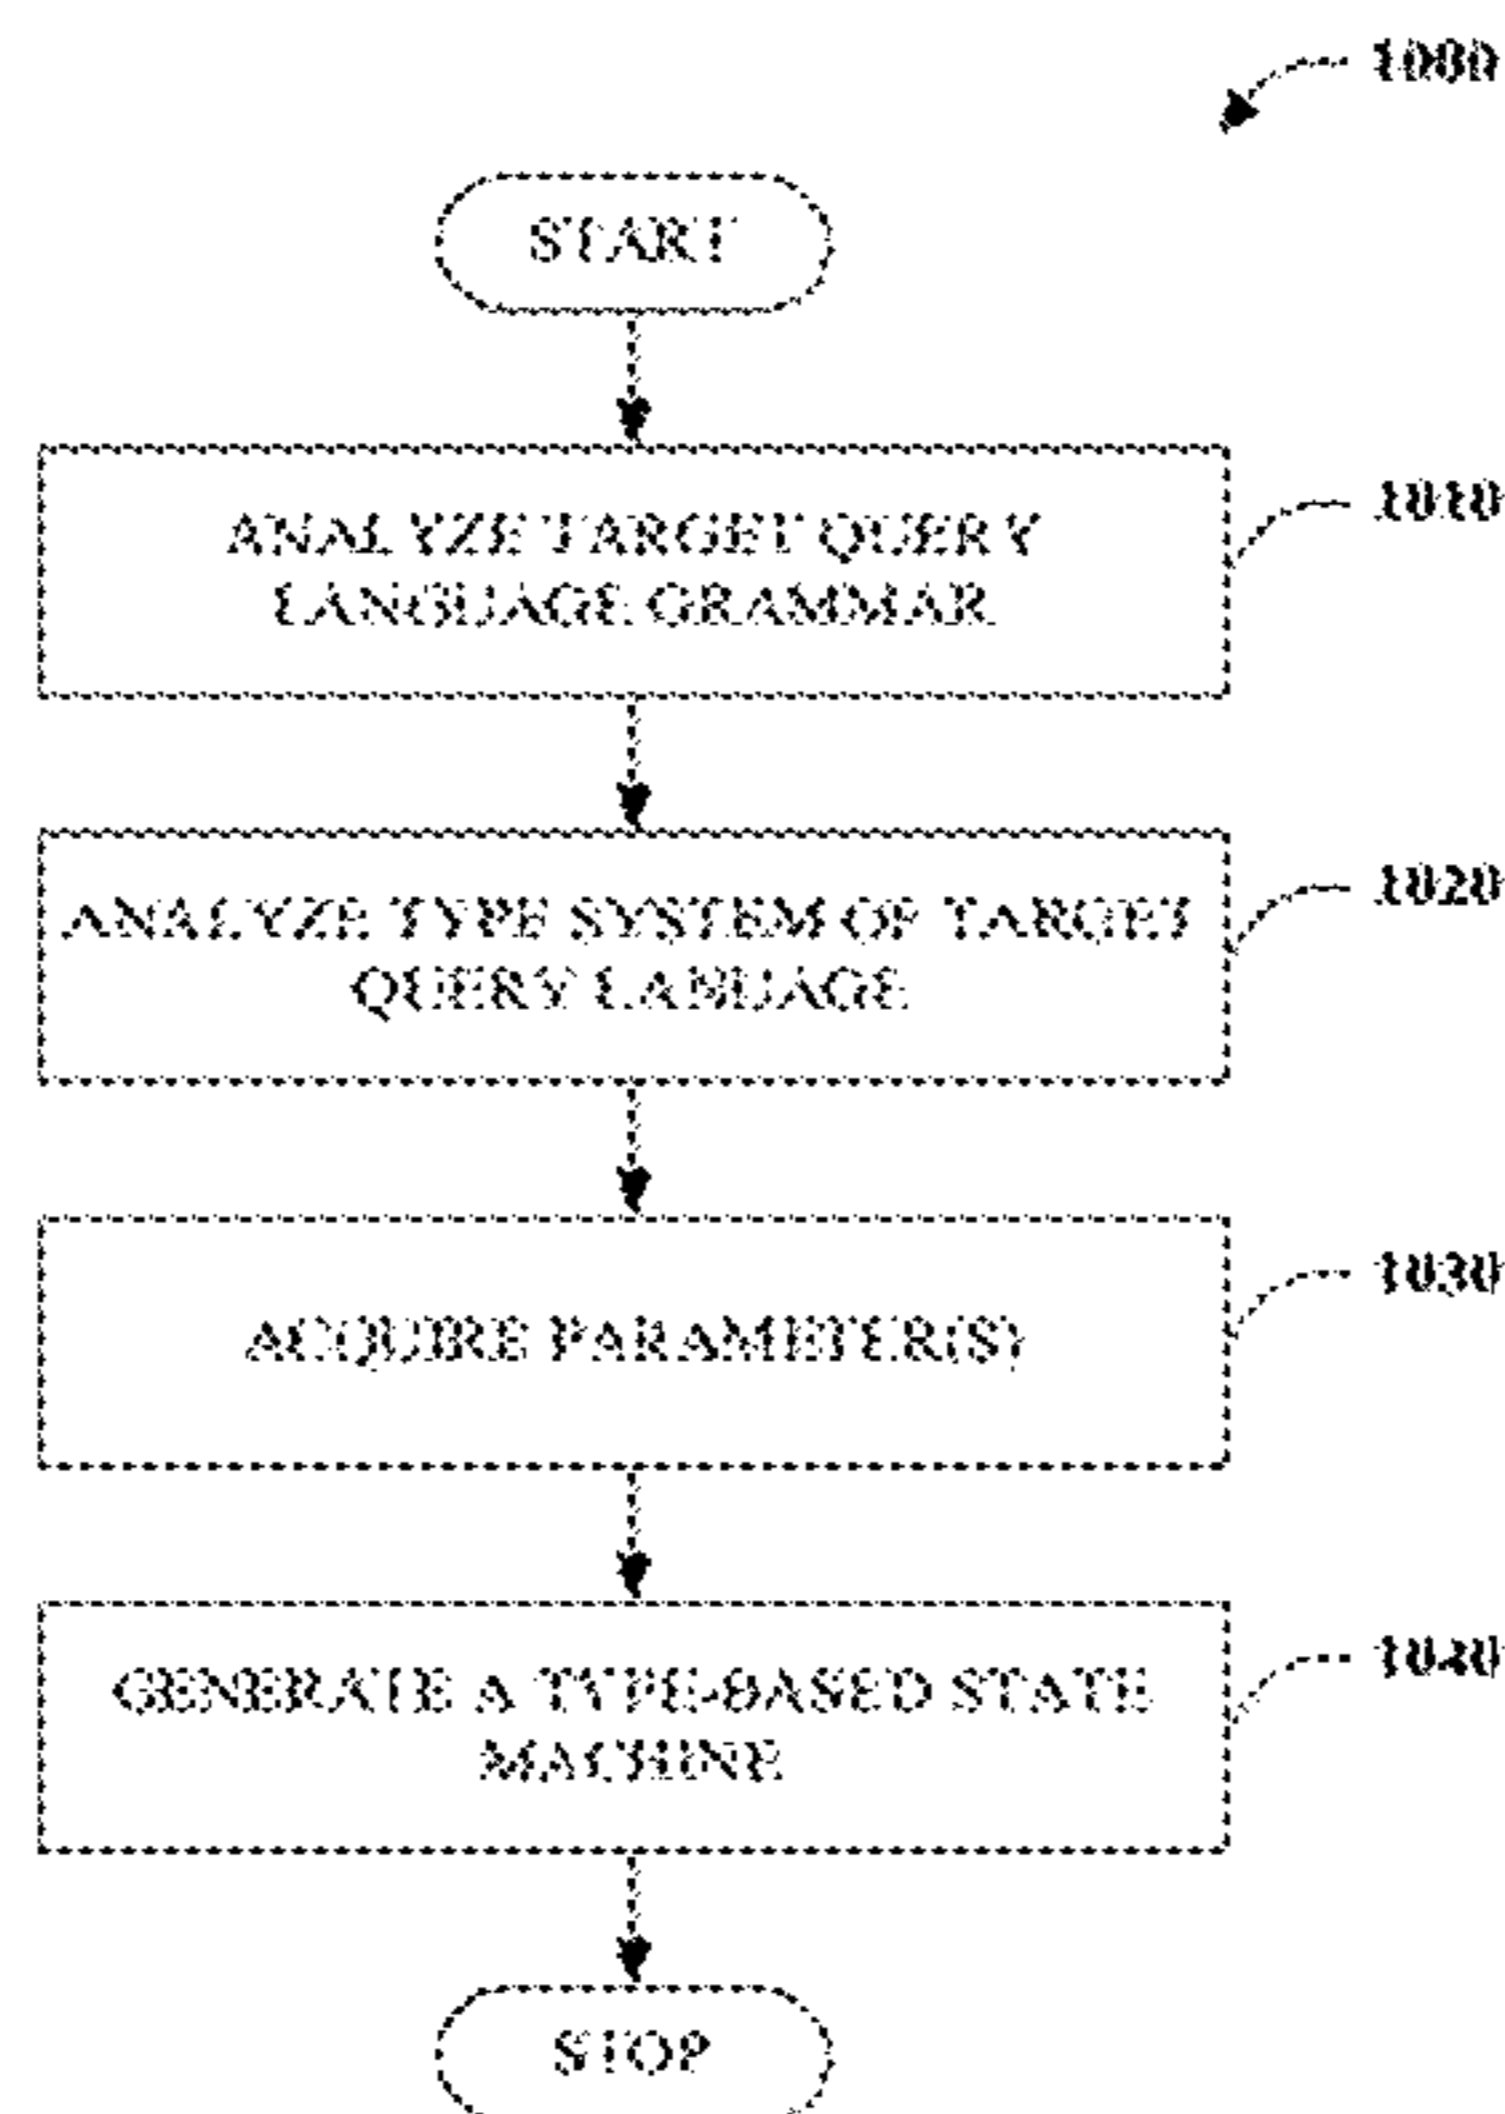 1000
START
ANALYZE TARGET QUERY
LANGUAGE GRAMMAR
1010
ANALYZE TYPE SYSTEM OF TARGET
QUERY LANUAGE
1020
ACQUIRE PARAMETER(S)
1030
GENERATE A TYPE-BASED STATE
MACHINE
1040
STOP